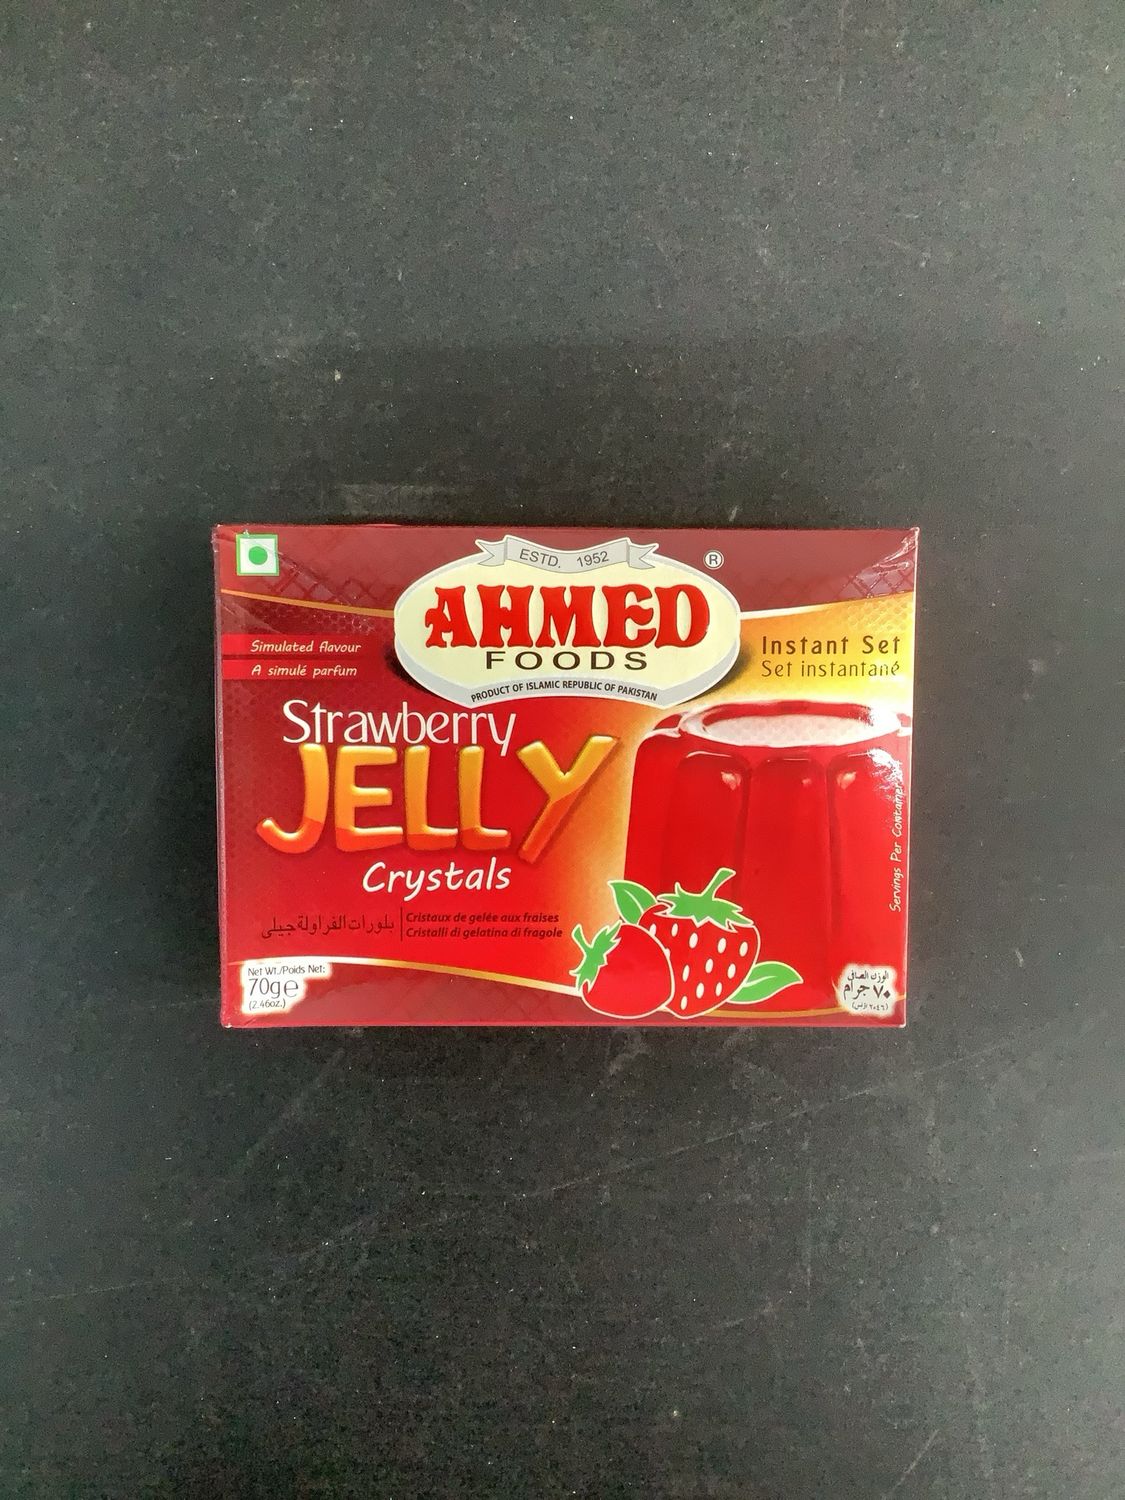 ESTD. 1952
®
AHMED
FOODS
PRODUCT OF ISLAMIC REPUBLIC OF PAKISTAN
Simulated flavour
A simulé parfum
Instant Set
Set instantané
Strawberry
JELLY
Crystals
بلورات الفراولة جيلي
Cristaux de gelée aux fraises
Cristalli di gelatina di fragole
Servings Per Container
Net Wt./Poids Net:
70g e
(2.46oz.)
الوزن الصافي
٧٠ جرام